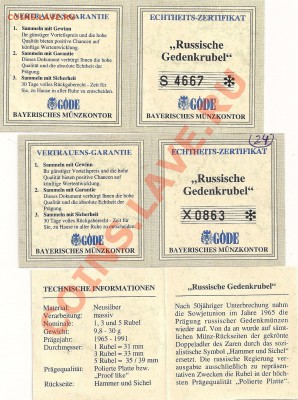 VERTRAUENS-GARANTIE
1. Sammeln mit Gewinn
Ihr günstiger Vorteilspreis und die hohe
Qualität bieten positive Chancen auf
künftige Wertentwicklung.
2. Sammeln mit Garantie
Dieses Dokument verbürgt Ihnen die hohe
Qualität und die absolute Echtheit der
Prägung.
3. Sammeln mit Sicherheit
30 Tage volles Rückgaberecht - Zeit für
Sie, zu Hause in aller Ruhe zu entscheiden.
GÖDE
BAYERISCHES MÜNZKONTOR
ECHTHEITS-ZERTIFIKAT
„Russische
Gedenkrubel“
S 4667
GÖDE
BAYERISCHES MÜNZKONTOR
VERTRAUENS-GARANTIE
1. Sammeln mit Gewinn
Ihr günstiger Vorteilspreis und die hohe
Qualität bieten positive Chancen auf
künftige Wertentwicklung.
2. Sammeln mit Garantie
Dieses Dokument verbürgt Ihnen die hohe
Qualität und die absolute Echtheit der
Prägung.
3. Sammeln mit Sicherheit
30 Tage volles Rückgaberecht - Zeit für
Sie, zu Hause in aller Ruhe zu entscheiden.
GÖDE
BAYERISCHES MÜNZKONTOR
ECHTHEITS-ZERTIFIKAT
„Russische
Gedenkrubel“
X 0863
GÖDE
BAYERISCHES MÜNZKONTOR
TECHNISCHE INFORMATIONEN
Material: Neusilber
Verarbeitung: massiv
Nominale: 1, 3 und 5 Rubel
Gewicht: 9,8 - 30 g
Prägejahr: 1965 - 1991
Durchmesser: 1 Rubel = 31 mm
3 Rubel = 33 mm
5 Rubel = 35 / 39 mm
Prägequalität: Polierte Platte bzw.
„Proof like“
Rückseite: Hammer und Sichel
„Russische Gedenkrubel“
Nach 50jähriger Unterbrechung nahm
die Sowjetunion im Jahre 1965 die
Prägung russischer Gedenkmünzen
wieder auf. Von da an wurde auf sämt-
lichen Münz-Rückseiten der gekrönte
Doppeladler des Zaren durch das sozi-
alistische Symbol „Hammer und Sichel“
ersetzt. Die russische Regierung ver-
ausgabte ausschließlich zu repräsen-
tativen Zwecken die Rubel in der höch-
sten Prägequalität „Polierte Platte“.